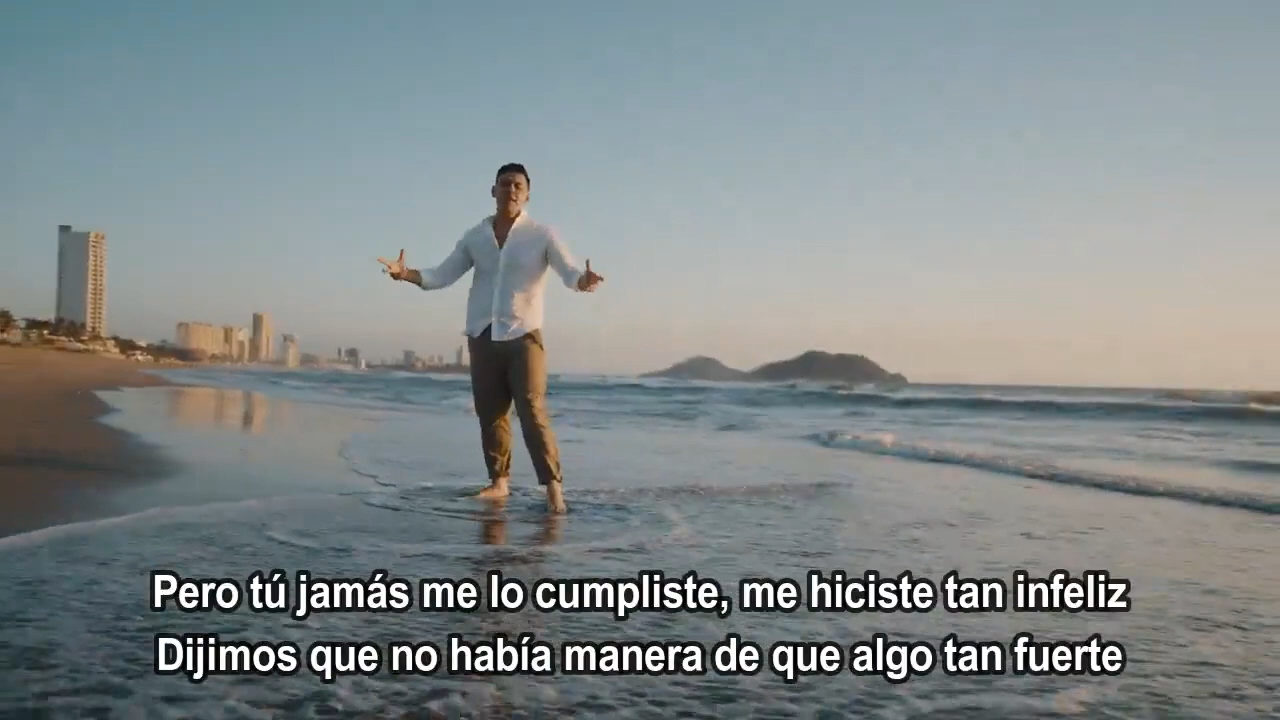 Pero tú jamás me lo cumpliste, me hiciste tan infeliz
Dijimos que no había manera de que algo tan fuerte